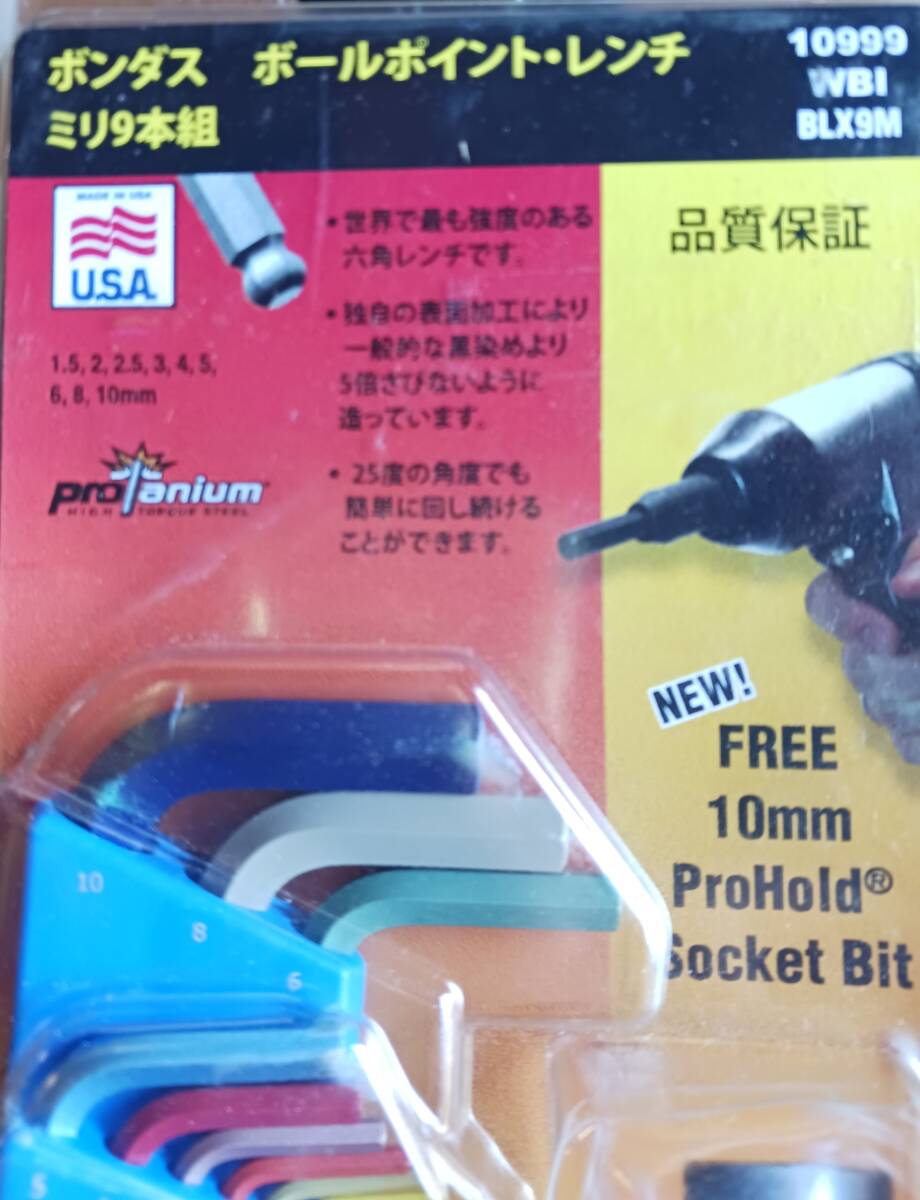 ボンダス ボールポイント・レンチ
ミリ9本組
10999
WBI
BLX9M
MADE IN USA
U.S.A.
1.5, 2, 2.5, 3, 4, 5,
6, 8, 10mm
proTanium
HIGH TORQUE STEEL
• 世界で最も強度のある
六角レンチです。
• 独自の表面加工により
一般的な黒染めより
5倍さびないように
造っています。
• 25度の角度でも
簡単に回し続ける
ことができます。
品質保証
NEW!
FREE
10mm
ProHold®
Socket Bit
10
8
6
5